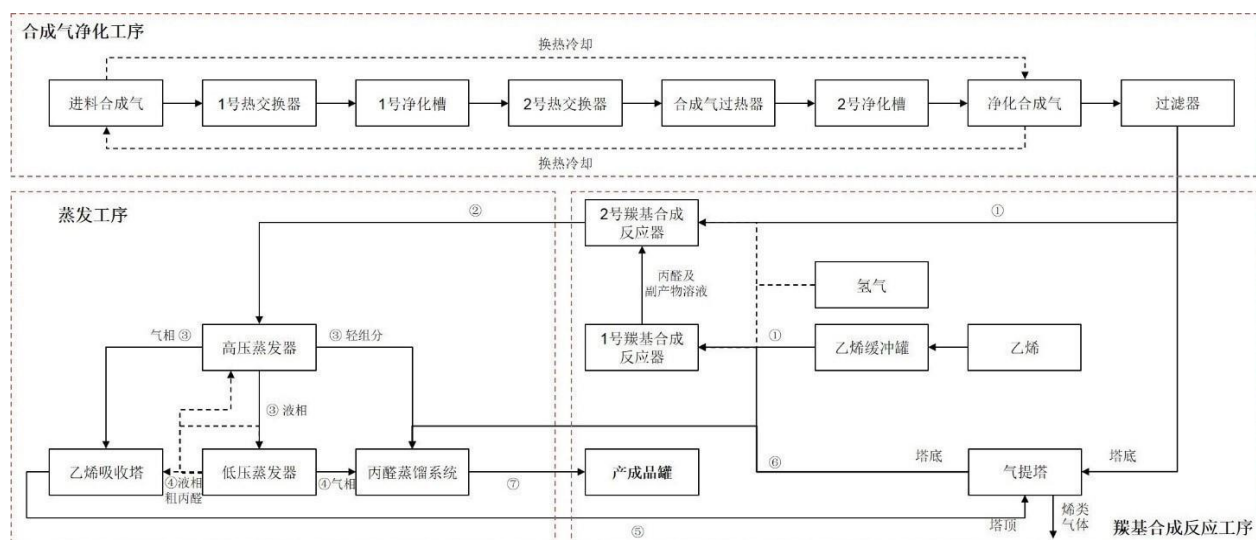 合成气净化工序
换热冷却
进料合成气
1号热交换器
1号净化槽
2号热交换器
合成气过热器
2号净化槽
净化合成气
过滤器
换热冷却
蒸发工序
②
2号羰基合成
反应器
①
丙醛及
副产物溶液
氢气
气相 ③
高压蒸发器
③ 轻组分
1号羰基合成
反应器
①
乙烯缓冲罐
乙烯
③ 液相
乙烯吸收塔
④液相
粗丙醛
低压蒸发器
④气相
丙醛蒸馏系统
⑦
产成品罐
⑥
塔底
气提塔
塔底
⑤
塔顶
烯类
气体
羰基合成反应工序